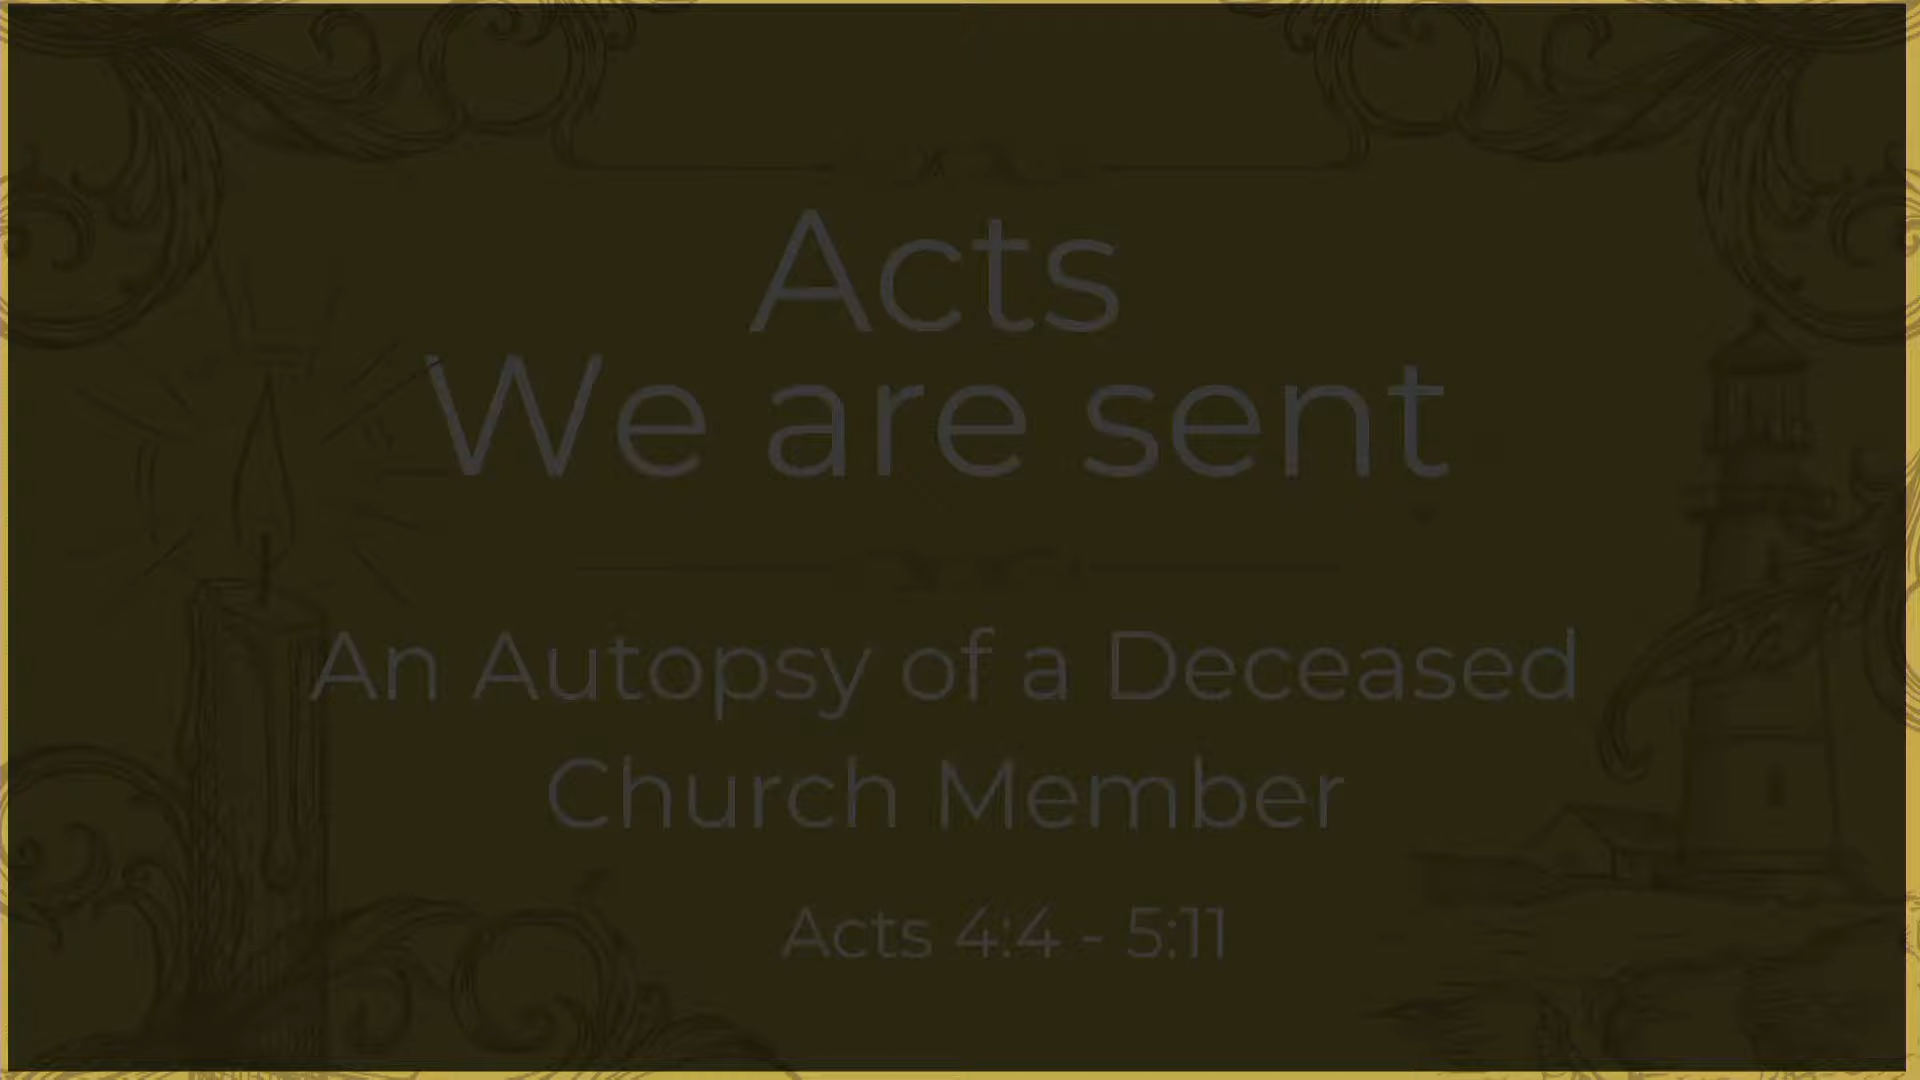 Acts
We are sent
An Autopsy of a Deceased
Church Member
Acts 4:4 - 5:11